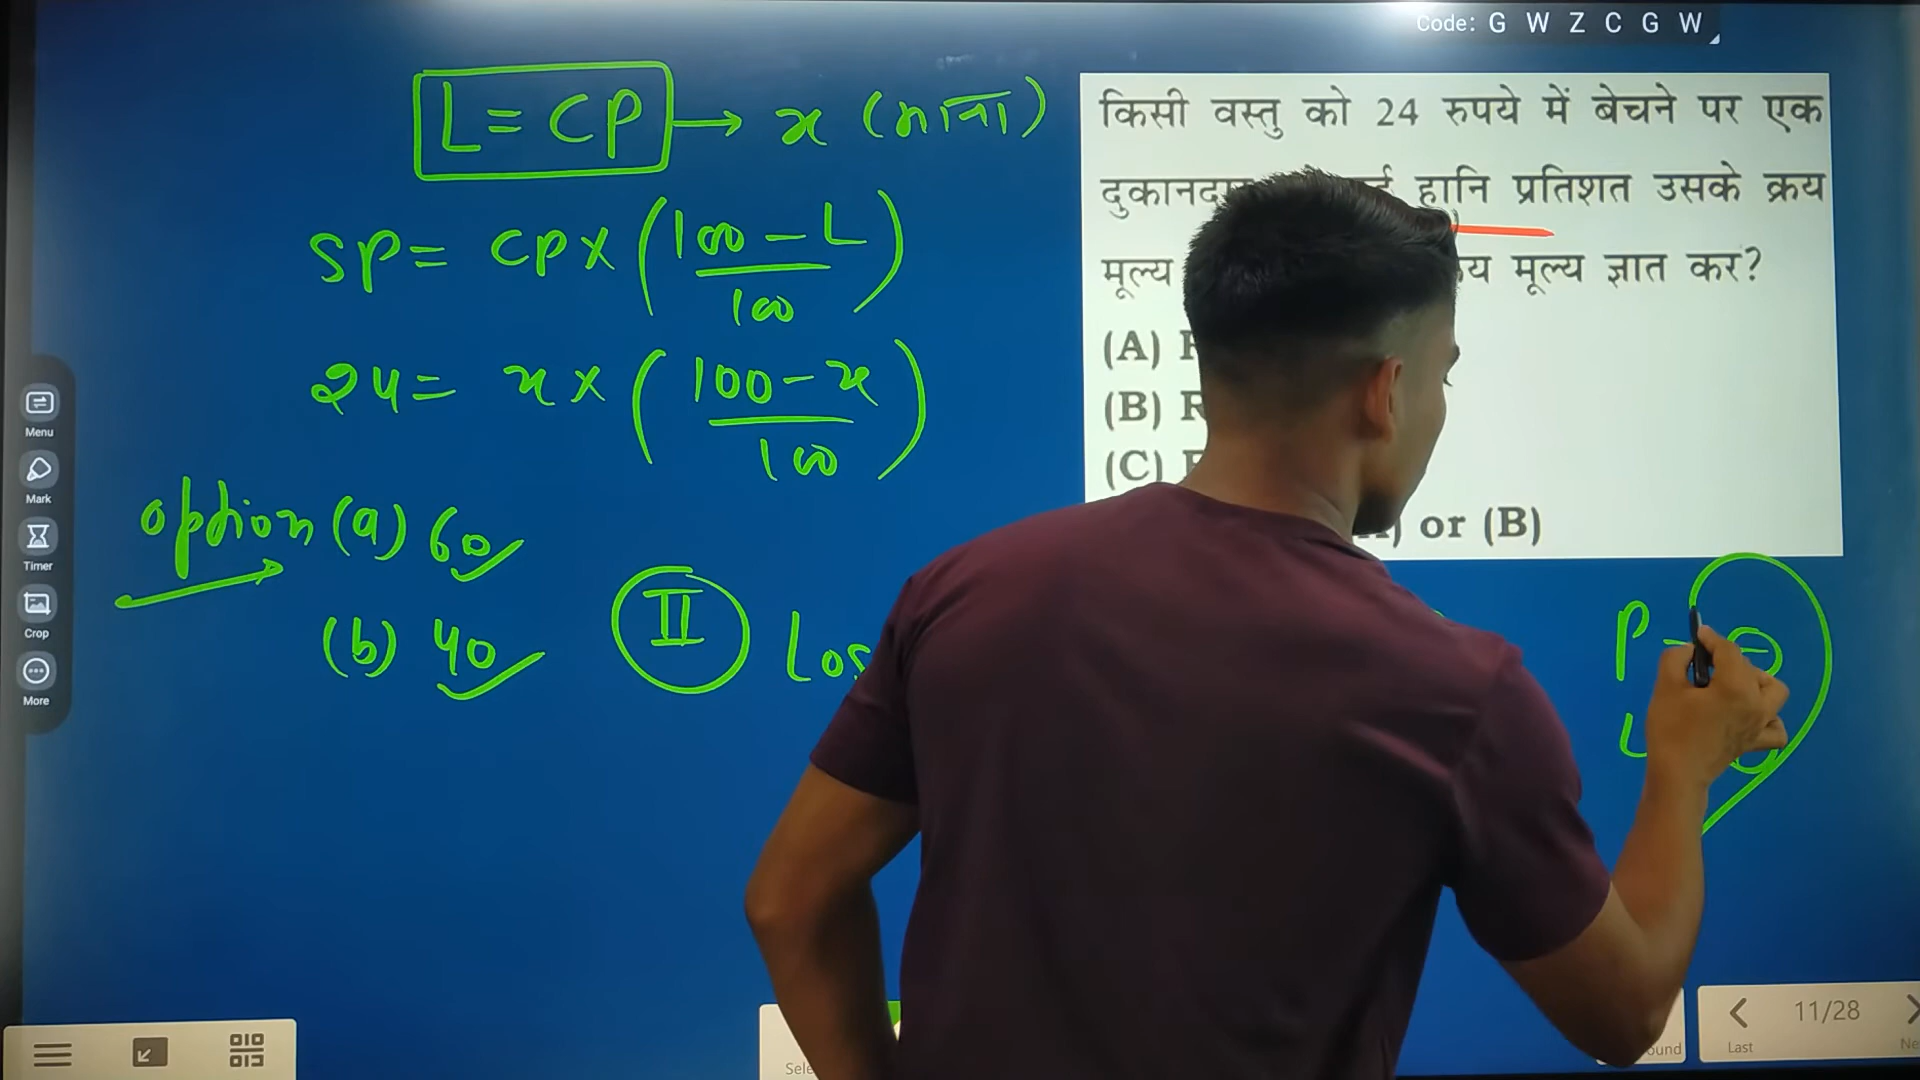 Code: G W Z C G W
L = CP → x (माना)
SP = CP × (100 - L / 100)
24 = x × (100 - x / 100)
option (a) 60
(b) 40
II Los
किसी वस्तु को 24 रुपये में बेचने पर एक
हानि प्रतिशत उसके क्रय
मूल्य मूल्य ज्ञात कर?
(A) R
(B) R
(C)
or (B)
P
L
Menu
Mark
Timer
Crop
More
11/28
Last